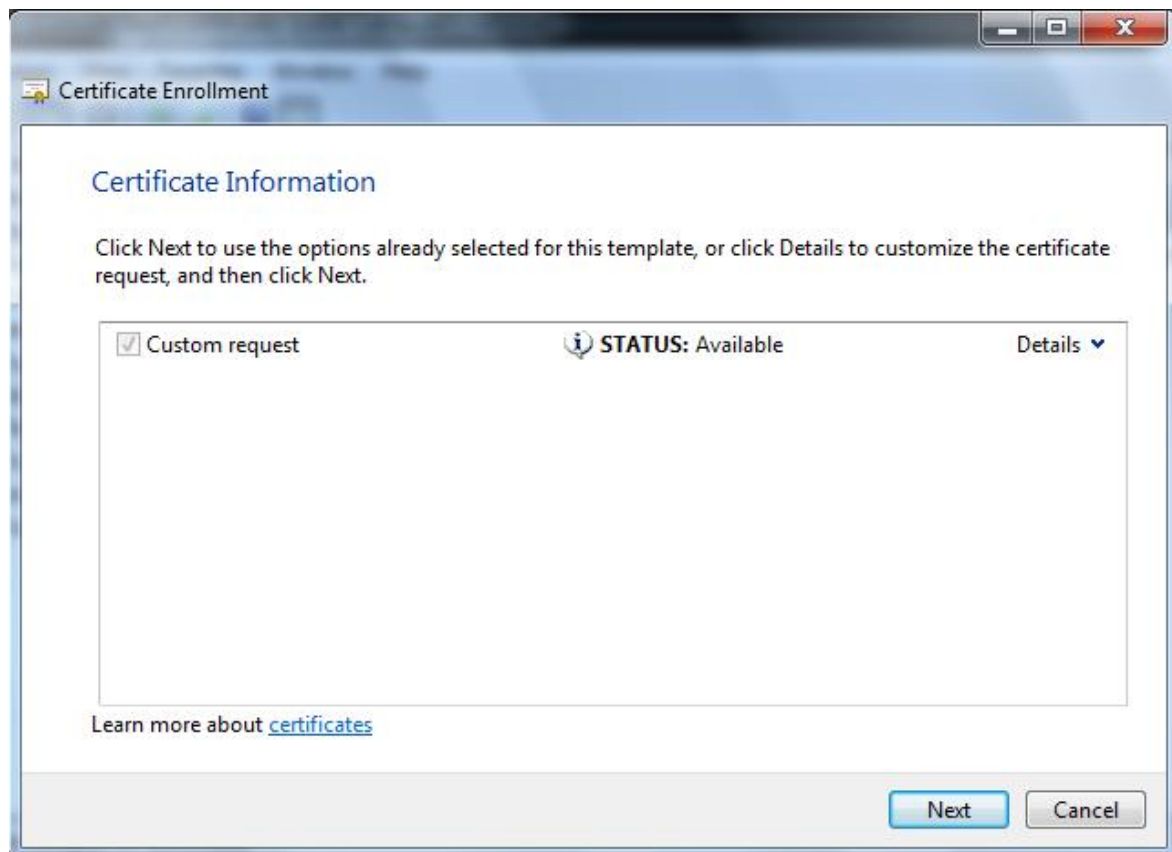 Certificate Enrollment
Certificate Information
Click Next to use the options already selected for this template, or click Details to customize the certificate
request, and then click Next.
Custom request STATUS: Available Details
Learn more about certificates
Next Cancel